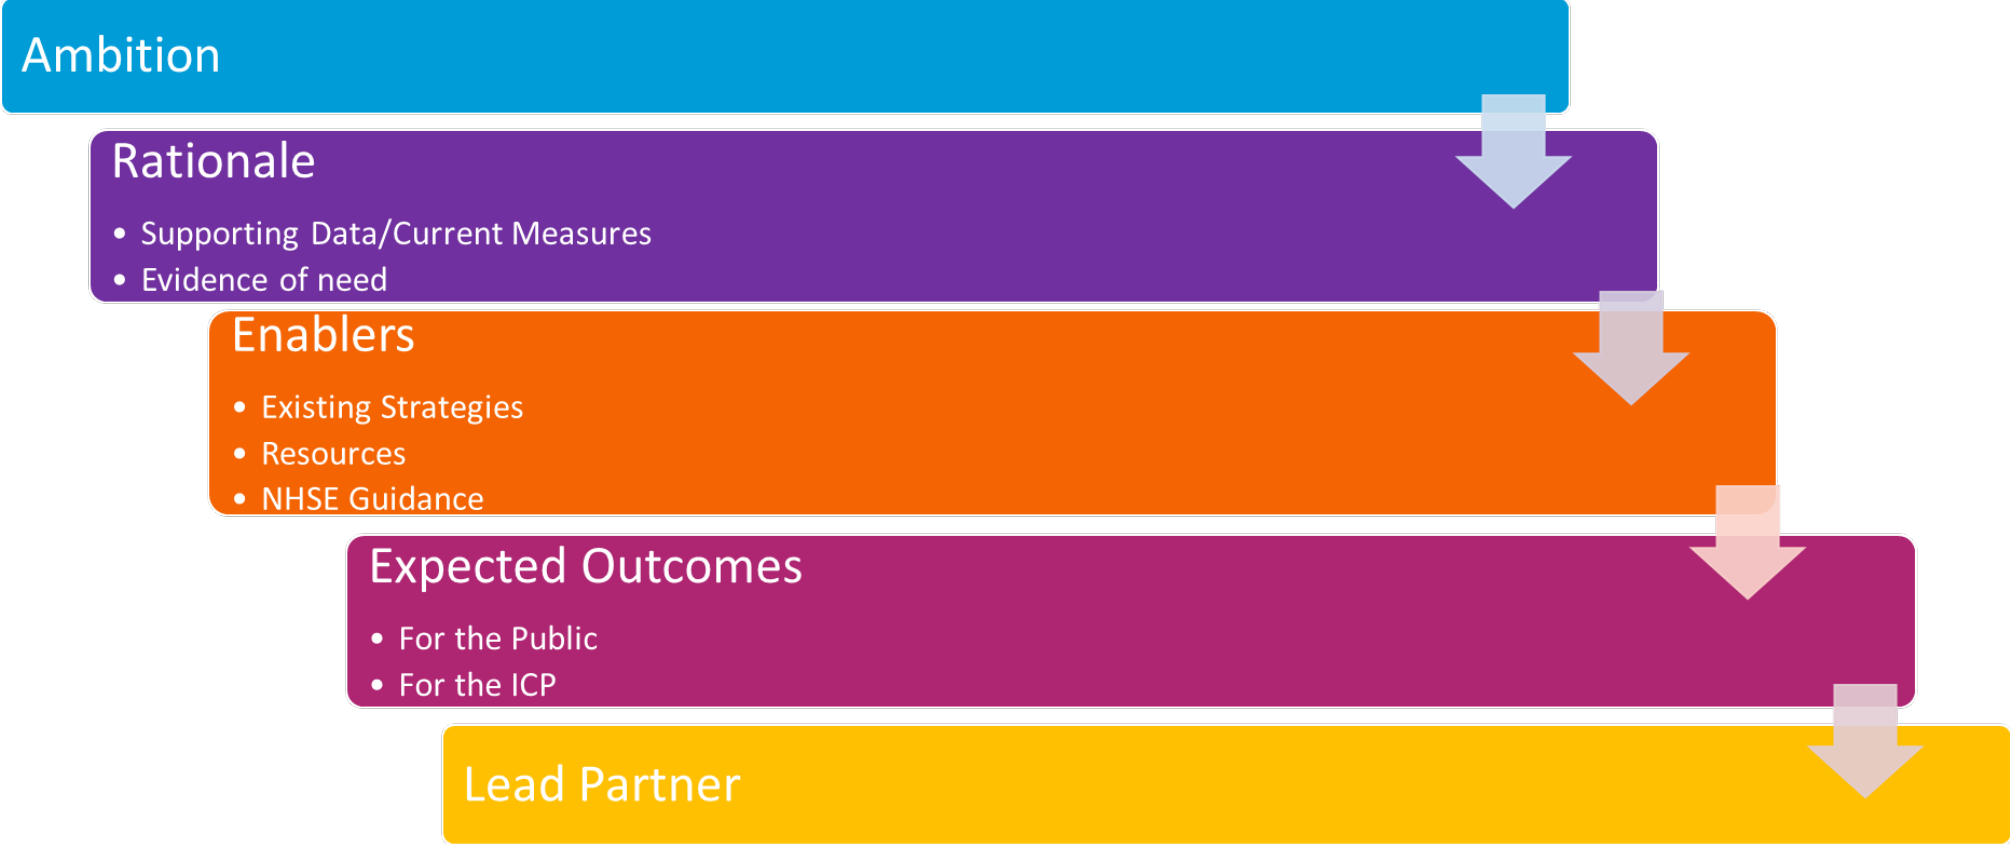 Ambition
Rationale
• Supporting Data/Current Measures
• Evidence of need
Enablers
• Existing Strategies
• Resources
• NHSE Guidance
Expected Outcomes
• For the Public
• For the ICP
Lead Partner